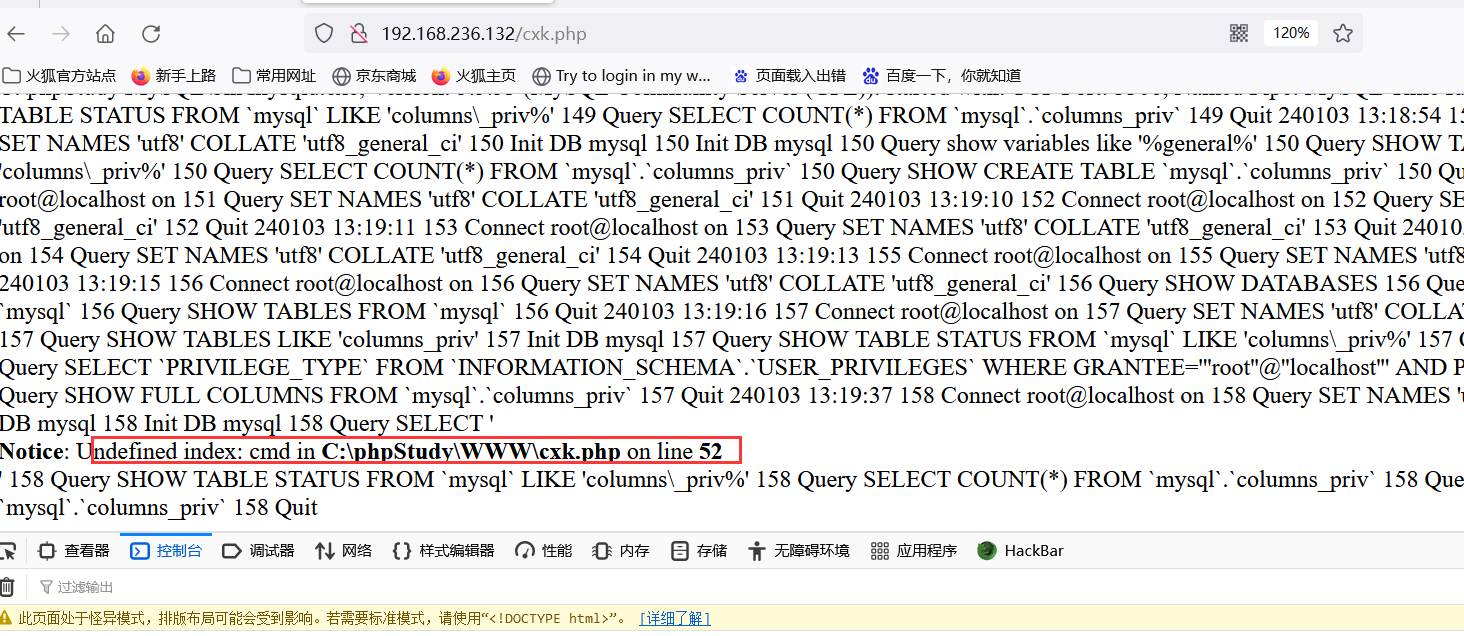 192.168.236.132/cxk.php
120%
火狐官方站点 新手上路 常用网址 京东商城 火狐主页 Try to login in my w... 页面载入出错 百度一下，你就知道
TABLE STATUS FROM `mysql` LIKE 'columns\_priv%' 149 Query SELECT COUNT(*) FROM `mysql`.`columns_priv` 149 Quit 240103 13:18:54 15
SET NAMES 'utf8' COLLATE 'utf8_general_ci' 150 Init DB mysql 150 Init DB mysql 150 Query show variables like '%general%' 150 Query SHOW TA
'columns\_priv%' 150 Query SELECT COUNT(*) FROM `mysql`.`columns_priv` 150 Query SHOW CREATE TABLE `mysql`.`columns_priv` 150 Qu
root@localhost on 151 Query SET NAMES 'utf8' COLLATE 'utf8_general_ci' 151 Quit 240103 13:19:10 152 Connect root@localhost on 152 Query SE
'utf8_general_ci' 152 Quit 240103 13:19:11 153 Connect root@localhost on 153 Query SET NAMES 'utf8' COLLATE 'utf8_general_ci' 153 Quit 24010
on 154 Query SET NAMES 'utf8' COLLATE 'utf8_general_ci' 154 Quit 240103 13:19:13 155 Connect root@localhost on 155 Query SET NAMES 'utf8
240103 13:19:15 156 Connect root@localhost on 156 Query SET NAMES 'utf8' COLLATE 'utf8_general_ci' 156 Query SHOW DATABASES 156 Que
`mysql` 156 Query SHOW TABLES FROM `mysql` 156 Quit 240103 13:19:16 157 Connect root@localhost on 157 Query SET NAMES 'utf8' COLLA
157 Query SHOW TABLES LIKE 'columns_priv' 157 Init DB mysql 157 Query SHOW TABLE STATUS FROM `mysql` LIKE 'columns\_priv%' 157 Q
Query SELECT `PRIVILEGE_TYPE` FROM `INFORMATION_SCHEMA`.`USER_PRIVILEGES` WHERE GRANTEE='''root''@''localhost''' AND P
Query SHOW FULL COLUMNS FROM `mysql`.`columns_priv` 157 Quit 240103 13:19:37 158 Connect root@localhost on 158 Query SET NAMES 'u
DB mysql 158 Init DB mysql 158 Query SELECT '
Notice: Undefined index: cmd in C:\phpStudy\WWW\cxk.php on line 52
' 158 Query SHOW TABLE STATUS FROM `mysql` LIKE 'columns\_priv%' 158 Query SELECT COUNT(*) FROM `mysql`.`columns_priv` 158 Que
`mysql`.`columns_priv` 158 Quit
查看器 控制台 调试器 网络 样式编辑器 性能 内存 存储 无障碍环境 应用程序 HackBar
过滤输出
此页面处于怪异模式，排版布局可能会受到影响。若需要标准模式，请使用“<!DOCTYPE html>”。 [详细了解]